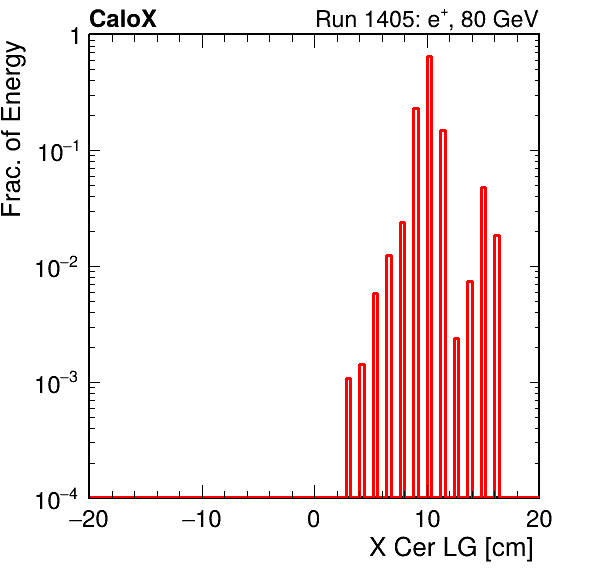 CaloX Run 1405: e⁺, 80 GeV
Frac. of Energy
1
10⁻¹
10⁻²
10⁻³
10⁻⁴
−20 −10 0 10 20
X Cer LG [cm]